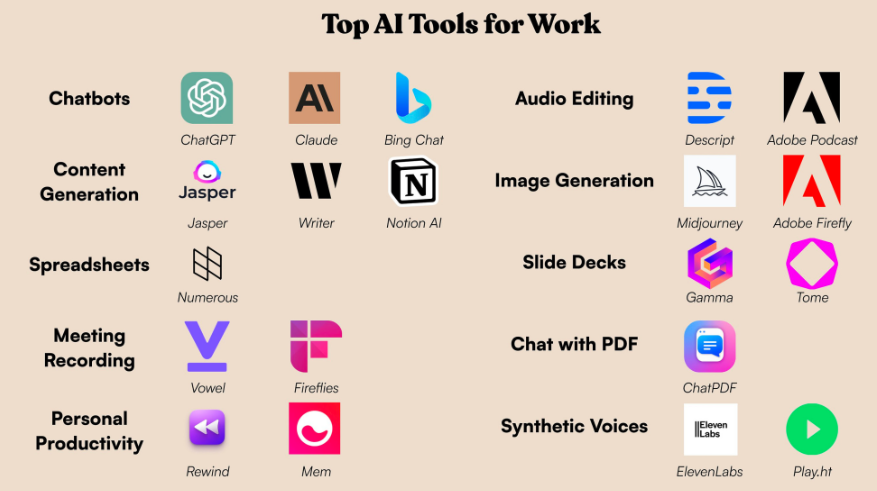 Top AI Tools for Work
Chatbots
ChatGPT
AI
Claude
Bing Chat
Content
Generation
Jasper
Jasper
W
Writer
N
Notion AI
Spreadsheets
Numerous
Meeting
Recording
V
Vowel
F
Fireflies
Personal
Productivity
Rewind
Mem
Audio Editing
Descript
Adobe Podcast
Image Generation
Midjourney
Adobe Firefly
Slide Decks
Gamma
Tome
Chat with PDF
ChatPDF
Synthetic Voices
||Eleven
Labs
ElevenLabs
Play.ht